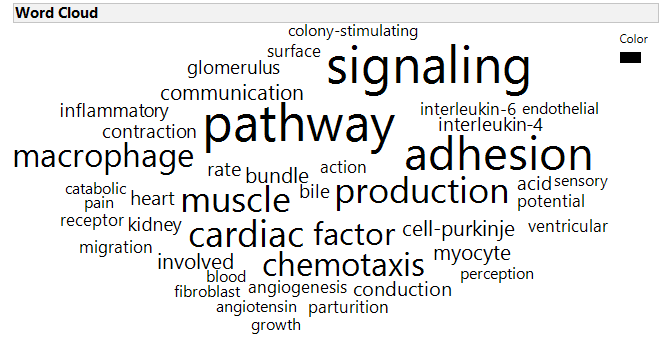 Word Cloud
colony-stimulating
Color
surface
signaling
glomerulus
communication
inflammatory
pathway
interleukin-6 endothelial
contraction
interleukin-4
macrophage
adhesion
rate bundle action
catabolic
pain
heart muscle bile production acid sensory
potential
receptor kidney
cardiac factor cell-purkinje ventricular
migration
involved chemotaxis myocyte
blood
perception
fibroblast angiogenesis conduction
angiotensin parturition
growth